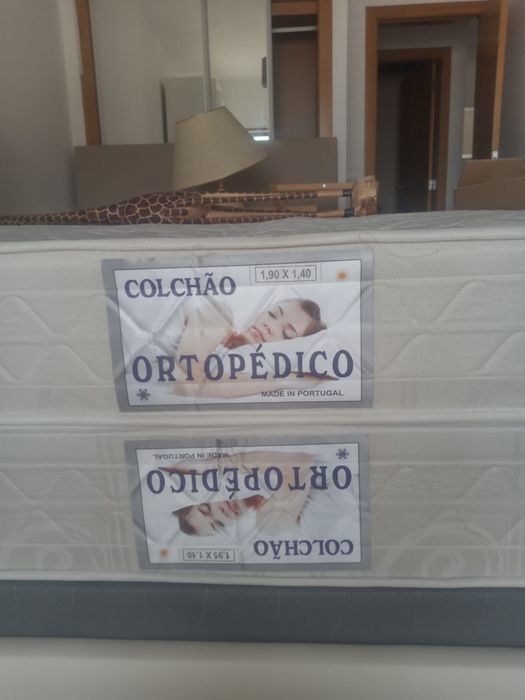 COLCHÃO
1,90 X 1,40
ORTOPÉDICO
MADE IN PORTUGAL
COLCHÃO
1,95 X 1,10
ORTOPÉDICO
MADE IN PORTUGAL